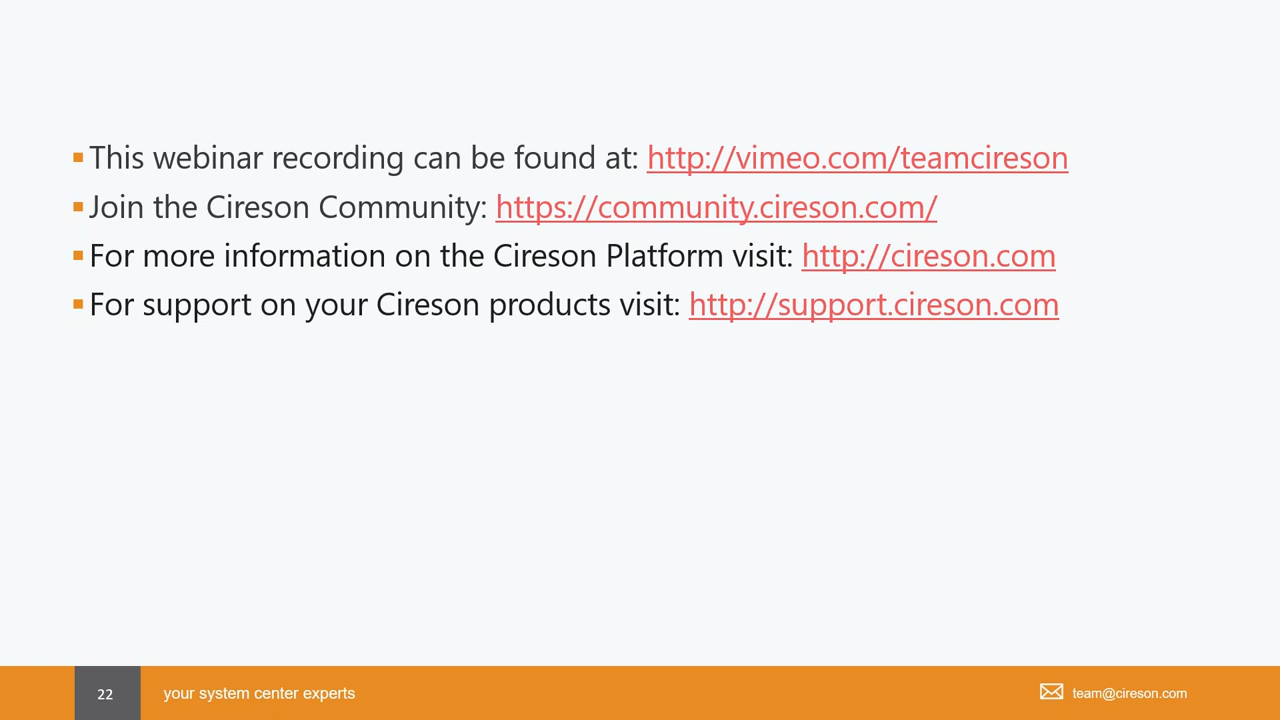 This webinar recording can be found at: http://vimeo.com/teamcireson
Join the Cireson Community: https://community.cireson.com/
For more information on the Cireson Platform visit: http://cireson.com
For support on your Cireson products visit: http://support.cireson.com
22
your system center experts
team@cireson.com